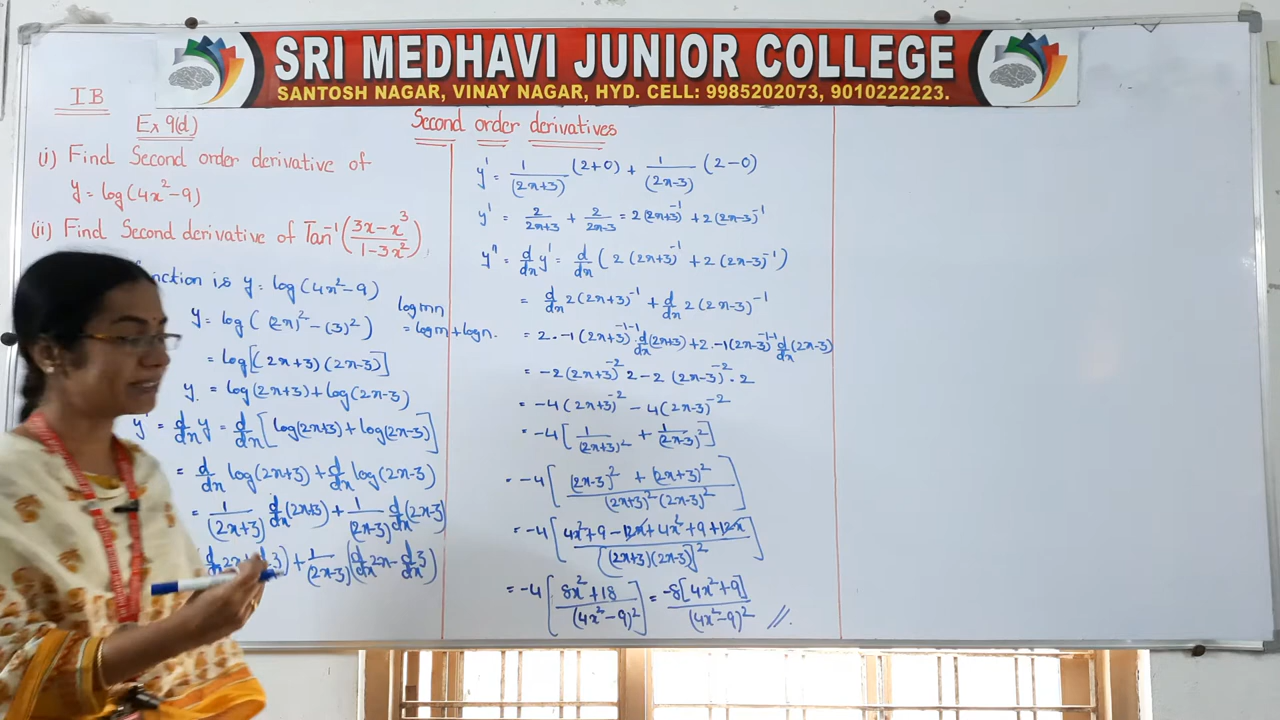 SRI MEDHAVI JUNIOR COLLEGE
SANTOSH NAGAR, VINAY NAGAR, HYD. CELL: 9985202073, 9010222223.
IB
Ex 9(d)
Second order derivatives
(i) Find Second order derivative of
y = log(4x²-9)
(ii) Find Second derivative of Tan⁻¹((3x-x³)/(1-3x²)).
function is y = log(4x²-9)
y = log((2x)²-(3)²)
log mn
= log m + log n.
= log[(2x+3)(2x-3)]
y = log(2x+3)+log(2x-3)
y' = d/dx y = d/dx [log(2x+3)+log(2x-3)]
= d/dx log(2x+3)+d/dx log(2x-3)
= 1/(2x+3) d/dx(2x+3)+1/(2x-3) d/dx(2x-3)
3)+1/(2x-3)(d/dx 2x - d/dx 3)
y' = 1/(2x+3) (2+0) + 1/(2x-3) (2-0)
y' = 2/2x+3 + 2/2x-3 = 2(2x+3)⁻¹ + 2(2x-3)⁻¹
y'' = d/dx y' = d/dx (2(2x+3)⁻¹ + 2(2x-3)⁻¹)
= d/dx 2(2x+3)⁻¹ + d/dx 2(2x-3)⁻¹
= 2·-1(2x+3)⁻¹⁻¹·d/dx(2x+3)+2·-1(2x-3)⁻¹⁻¹ d/dx(2x-3)
= -2(2x+3)⁻² 2 - 2(2x-3)⁻²·2
= -4(2x+3)⁻² - 4(2x-3)⁻²
= -4[1/(2x+3)² + 1/(2x-3)²]
= -4[((2x-3)² + (2x+3)²)/((2x+3)²(2x-3)²)]
= -4[(4x²+9-12x+4x²+9+12x)/[(2x+3)(2x-3)]²]
= -4[(8x²+18)/(4x²-9)²] = -8[4x²+9]/(4x²-9)² //.